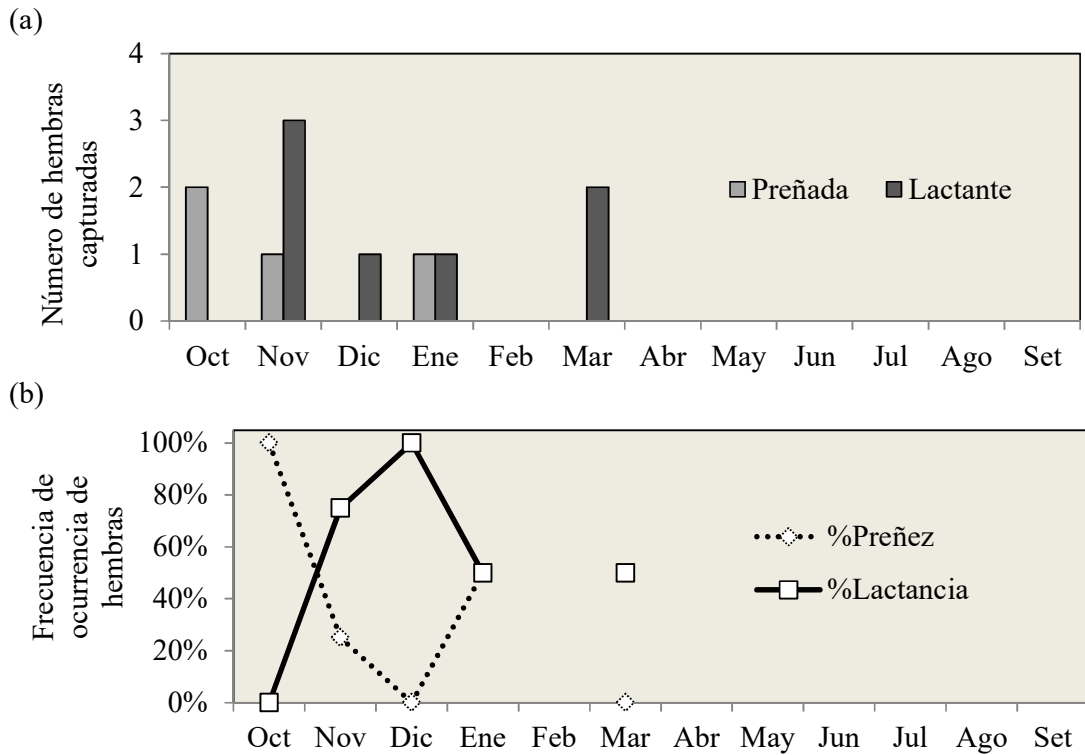 (a)
Número de hembras
capturadas
4
3
2
1
0
Preñada Lactante
Oct Nov Dic Ene Feb Mar Abr May Jun Jul Ago Set
(b)
Frecuencia de
ocurrencia de
hembras
100%
80%
60%
40%
20%
0%
%Preñez
%Lactancia
Oct Nov Dic Ene Feb Mar Abr May Jun Jul Ago Set